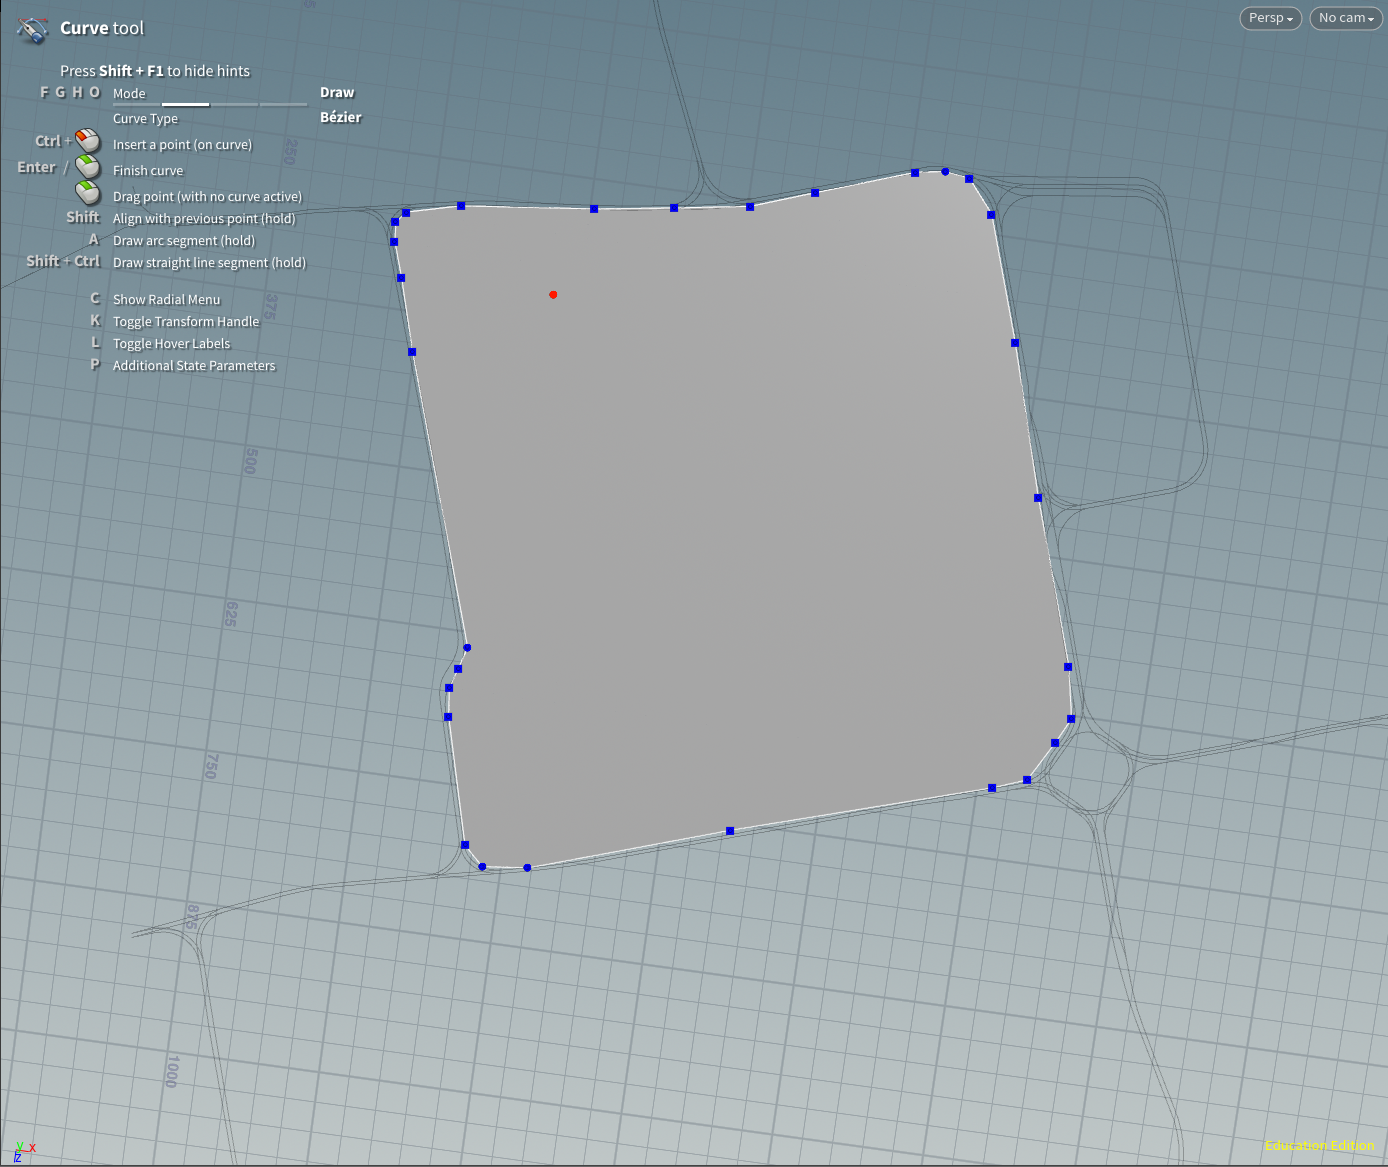 Curve tool
Persp
No cam
Press Shift + F1 to hide hints
F G H O Mode Draw
Curve Type Bézier
Ctrl + Insert a point (on curve)
Enter / Finish curve
Drag point (with no curve active)
Shift Align with previous point (hold)
A Draw arc segment (hold)
Shift + Ctrl Draw straight line segment (hold)
C Show Radial Menu
K Toggle Transform Handle
L Toggle Hover Labels
P Additional State Parameters
250
375
500
625
750
875
1000
y x
z
Education Edition